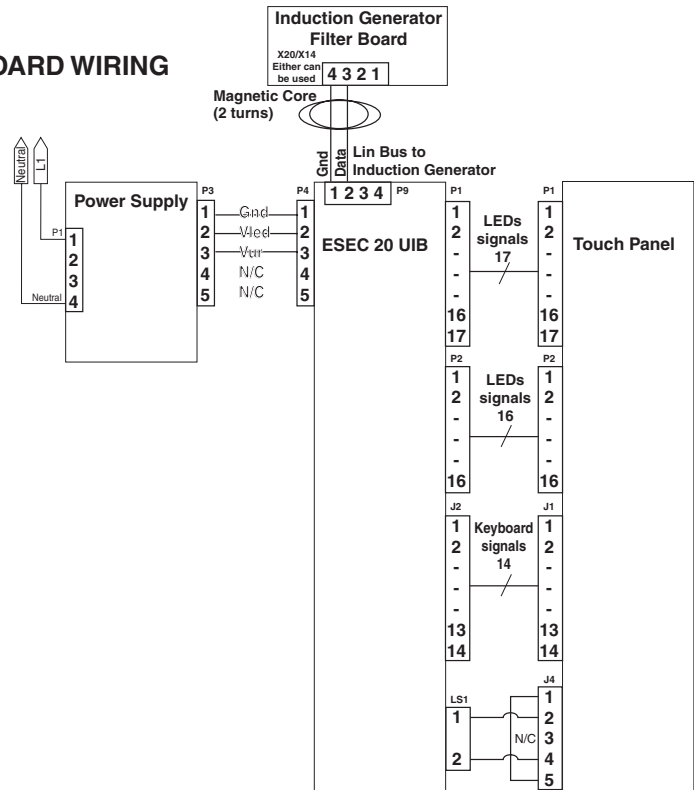 Induction Generator
Filter Board
OARD WIRING
X20/X14
Either can
be used
4 3 2 1
Magnetic Core
(2 turns)
Gnd
Data
Lin Bus to
Induction Generator
Neutral
L1
Power Supply
P1
1
2
3
4
Neutral
P3
1
2
3
4
5
Gnd
Vled
Vur
N/C
N/C
P4
1
2
3
4
5
1 2 3 4
P9
ESEC 20 UIB
P1
1
2
-
-
-
16
17
LEDs
signals
17
P1
1
2
-
-
-
16
17
Touch Panel
P2
1
2
-
-
-
16
LEDs
signals
16
P2
1
2
-
-
-
16
J2
1
2
-
-
-
13
14
Keyboard
signals
14
J1
1
2
-
-
-
13
14
LS1
1
2
N/C
J4
1
2
3
4
5